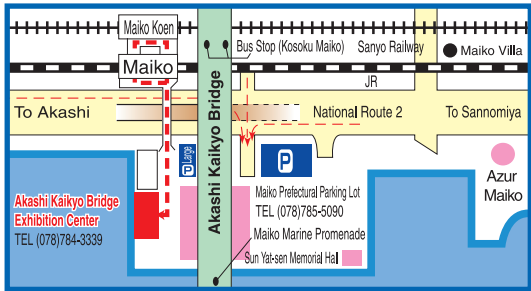 Maiko Koen
Bus Stop (Kosoku Maiko)
Sanyo Railway
Maiko Villa
Maiko
JR
To Akashi
National Route 2
To Sannomiya
Akashi Kaikyo Bridge
P Large
P
Azur
Maiko
Akashi Kaikyo Bridge
Exhibition Center
TEL (078)784-3339
Maiko Prefectural Parking Lot
TEL (078)785-5090
Maiko Marine Promenade
Sun Yat-sen Memorial Hall